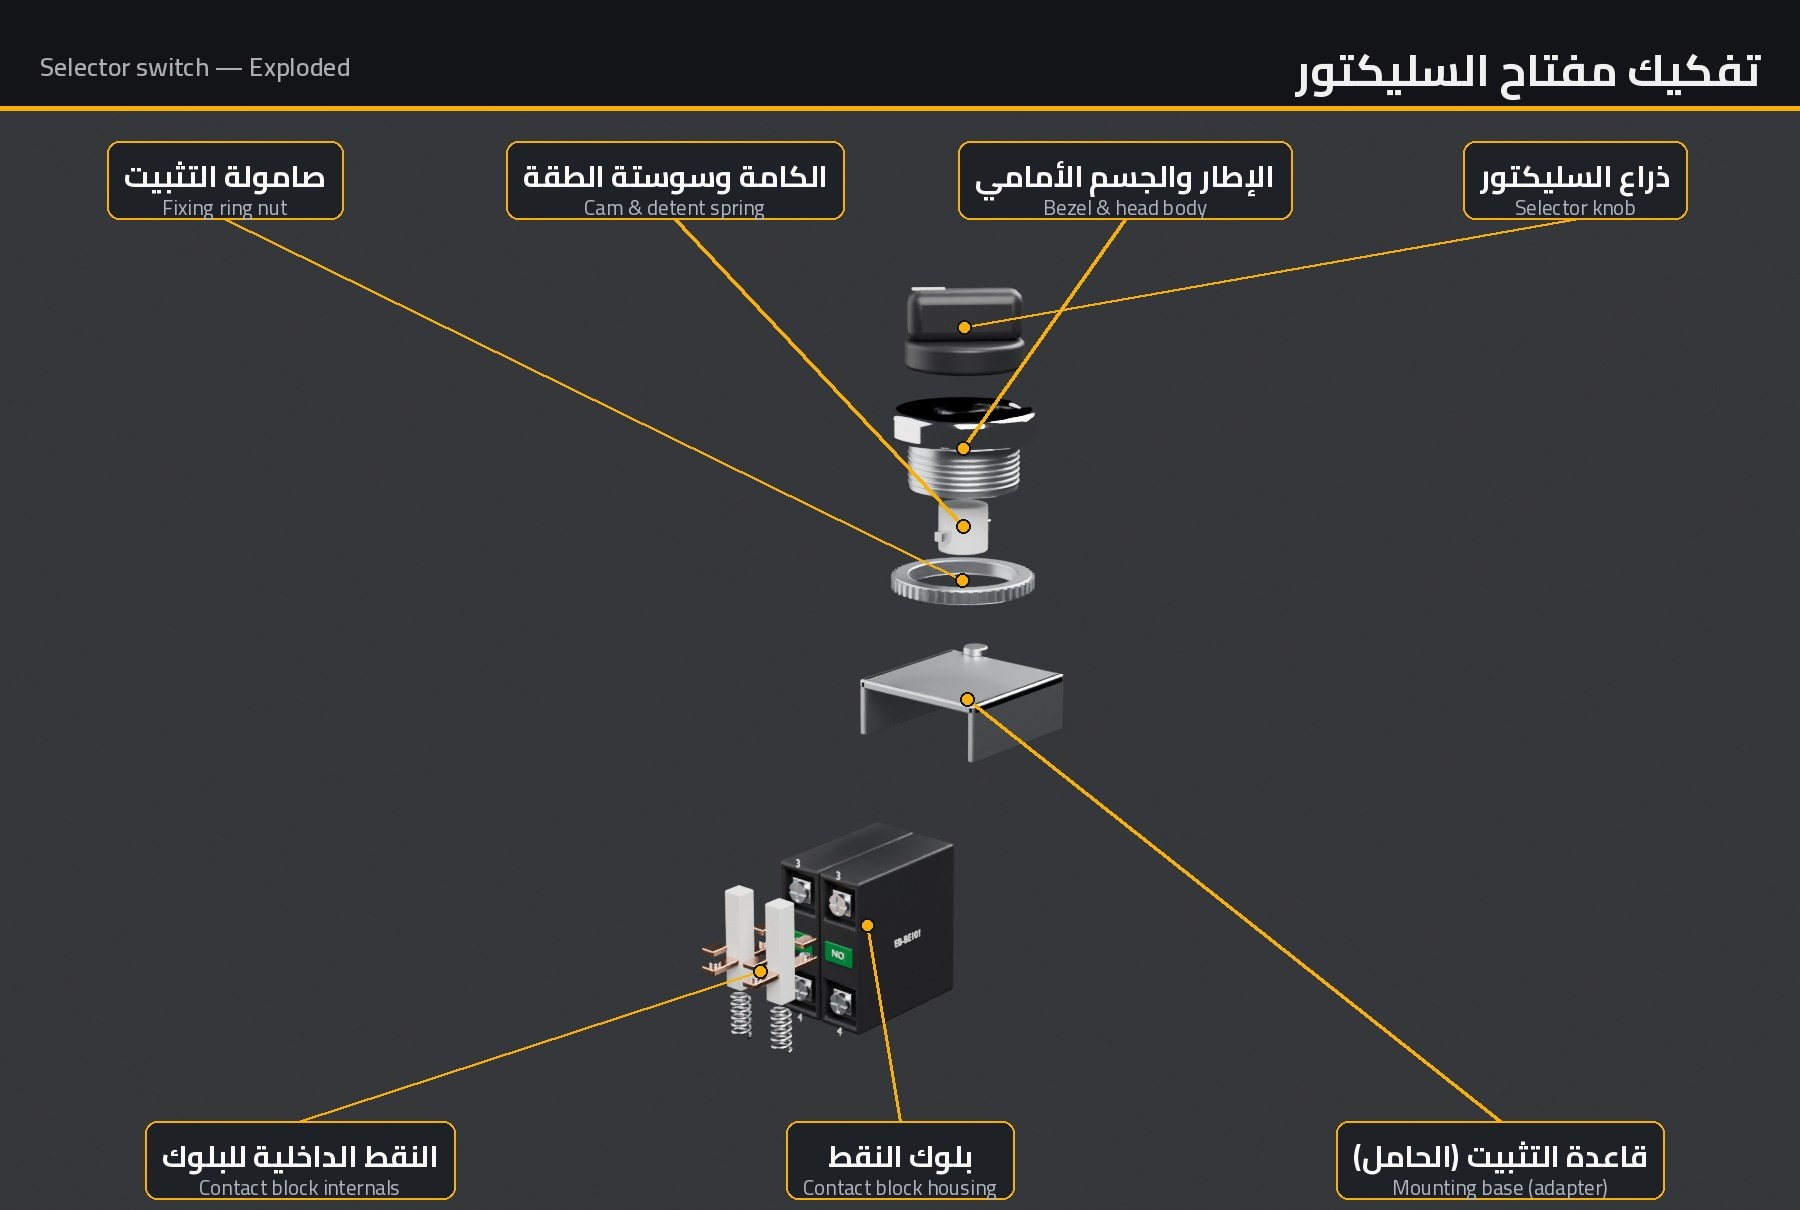 تفكيك مفتاح السليكتور
Selector switch — Exploded
ذراع السليكتور
Selector knob
الإطار والجسم الأمامي
Bezel & head body
الكامة وسوستة الطقة
Cam & detent spring
صامولة التثبيت
Fixing ring nut
3
3
EB-BE101
NO
4
4
قاعدة التثبيت (الحامل)
Mounting base (adapter)
بلوك النقط
Contact block housing
النقط الداخلية للبلوك
Contact block internals